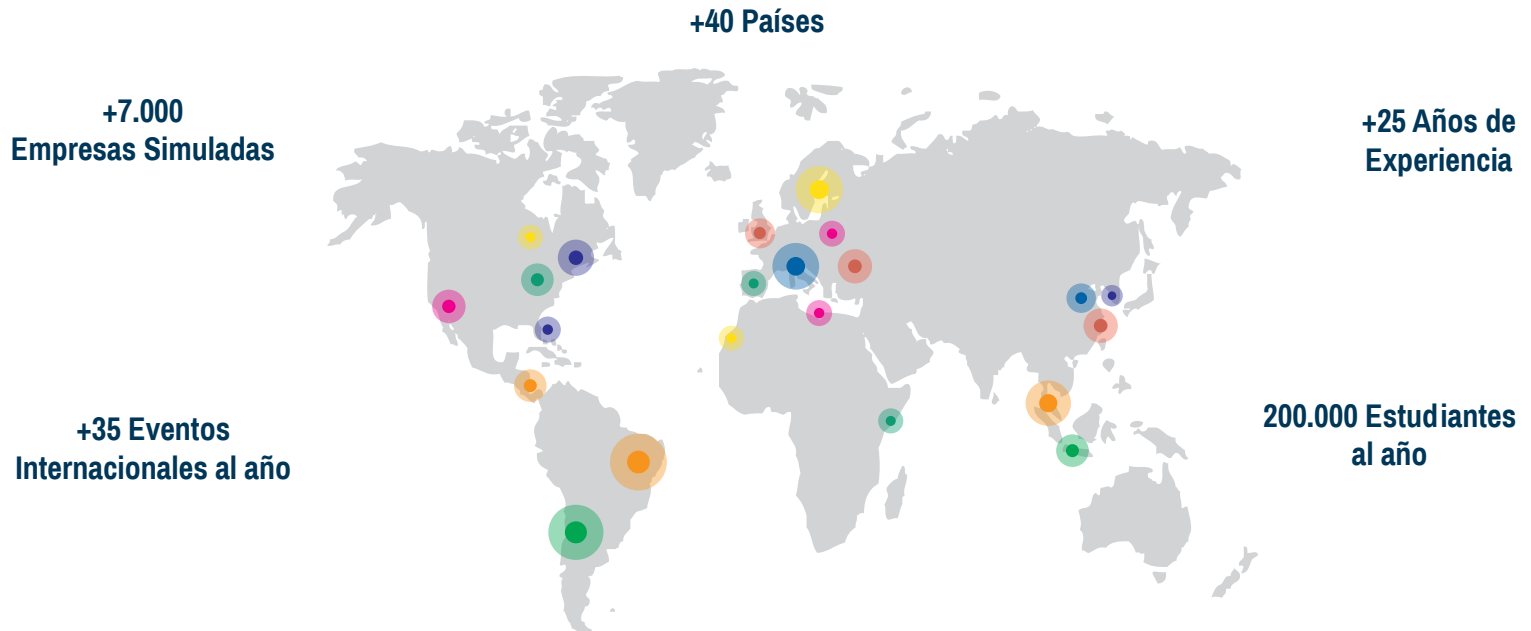 +40 Países
+7.000
Empresas Simuladas
+25 Años de
Experiencia
+35 Eventos
Internacionales al año
200.000 Estudiantes
al año